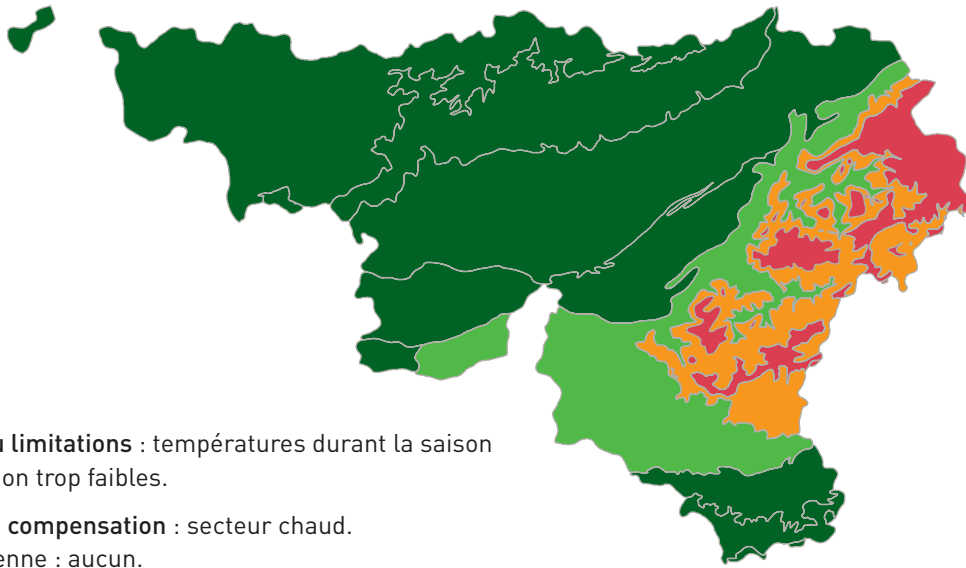 u limitations : températures durant la saison
on trop faibles.
compensation : secteur chaud.
enne : aucun.